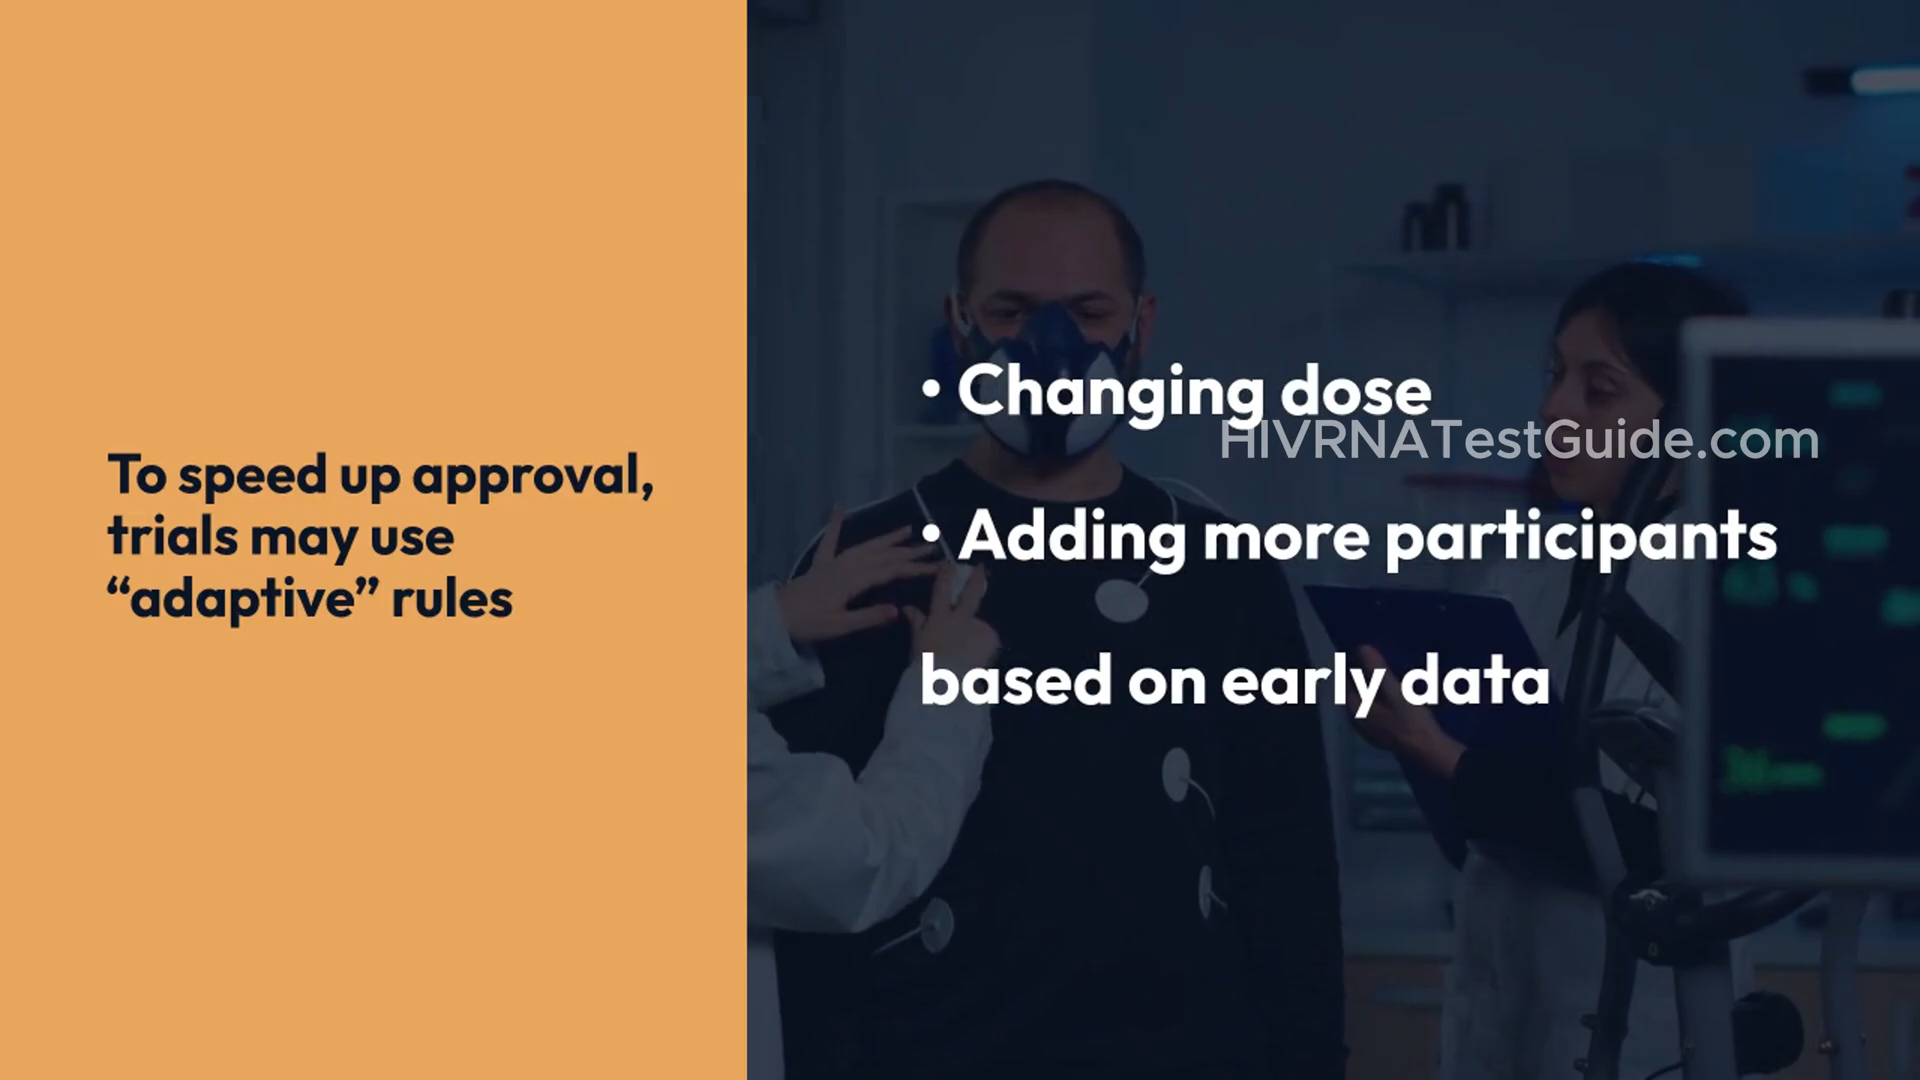 To speed up approval,
trials may use
“adaptive” rules
• Changing dose
HIVRNATestGuide.com
• Adding more participants
based on early data